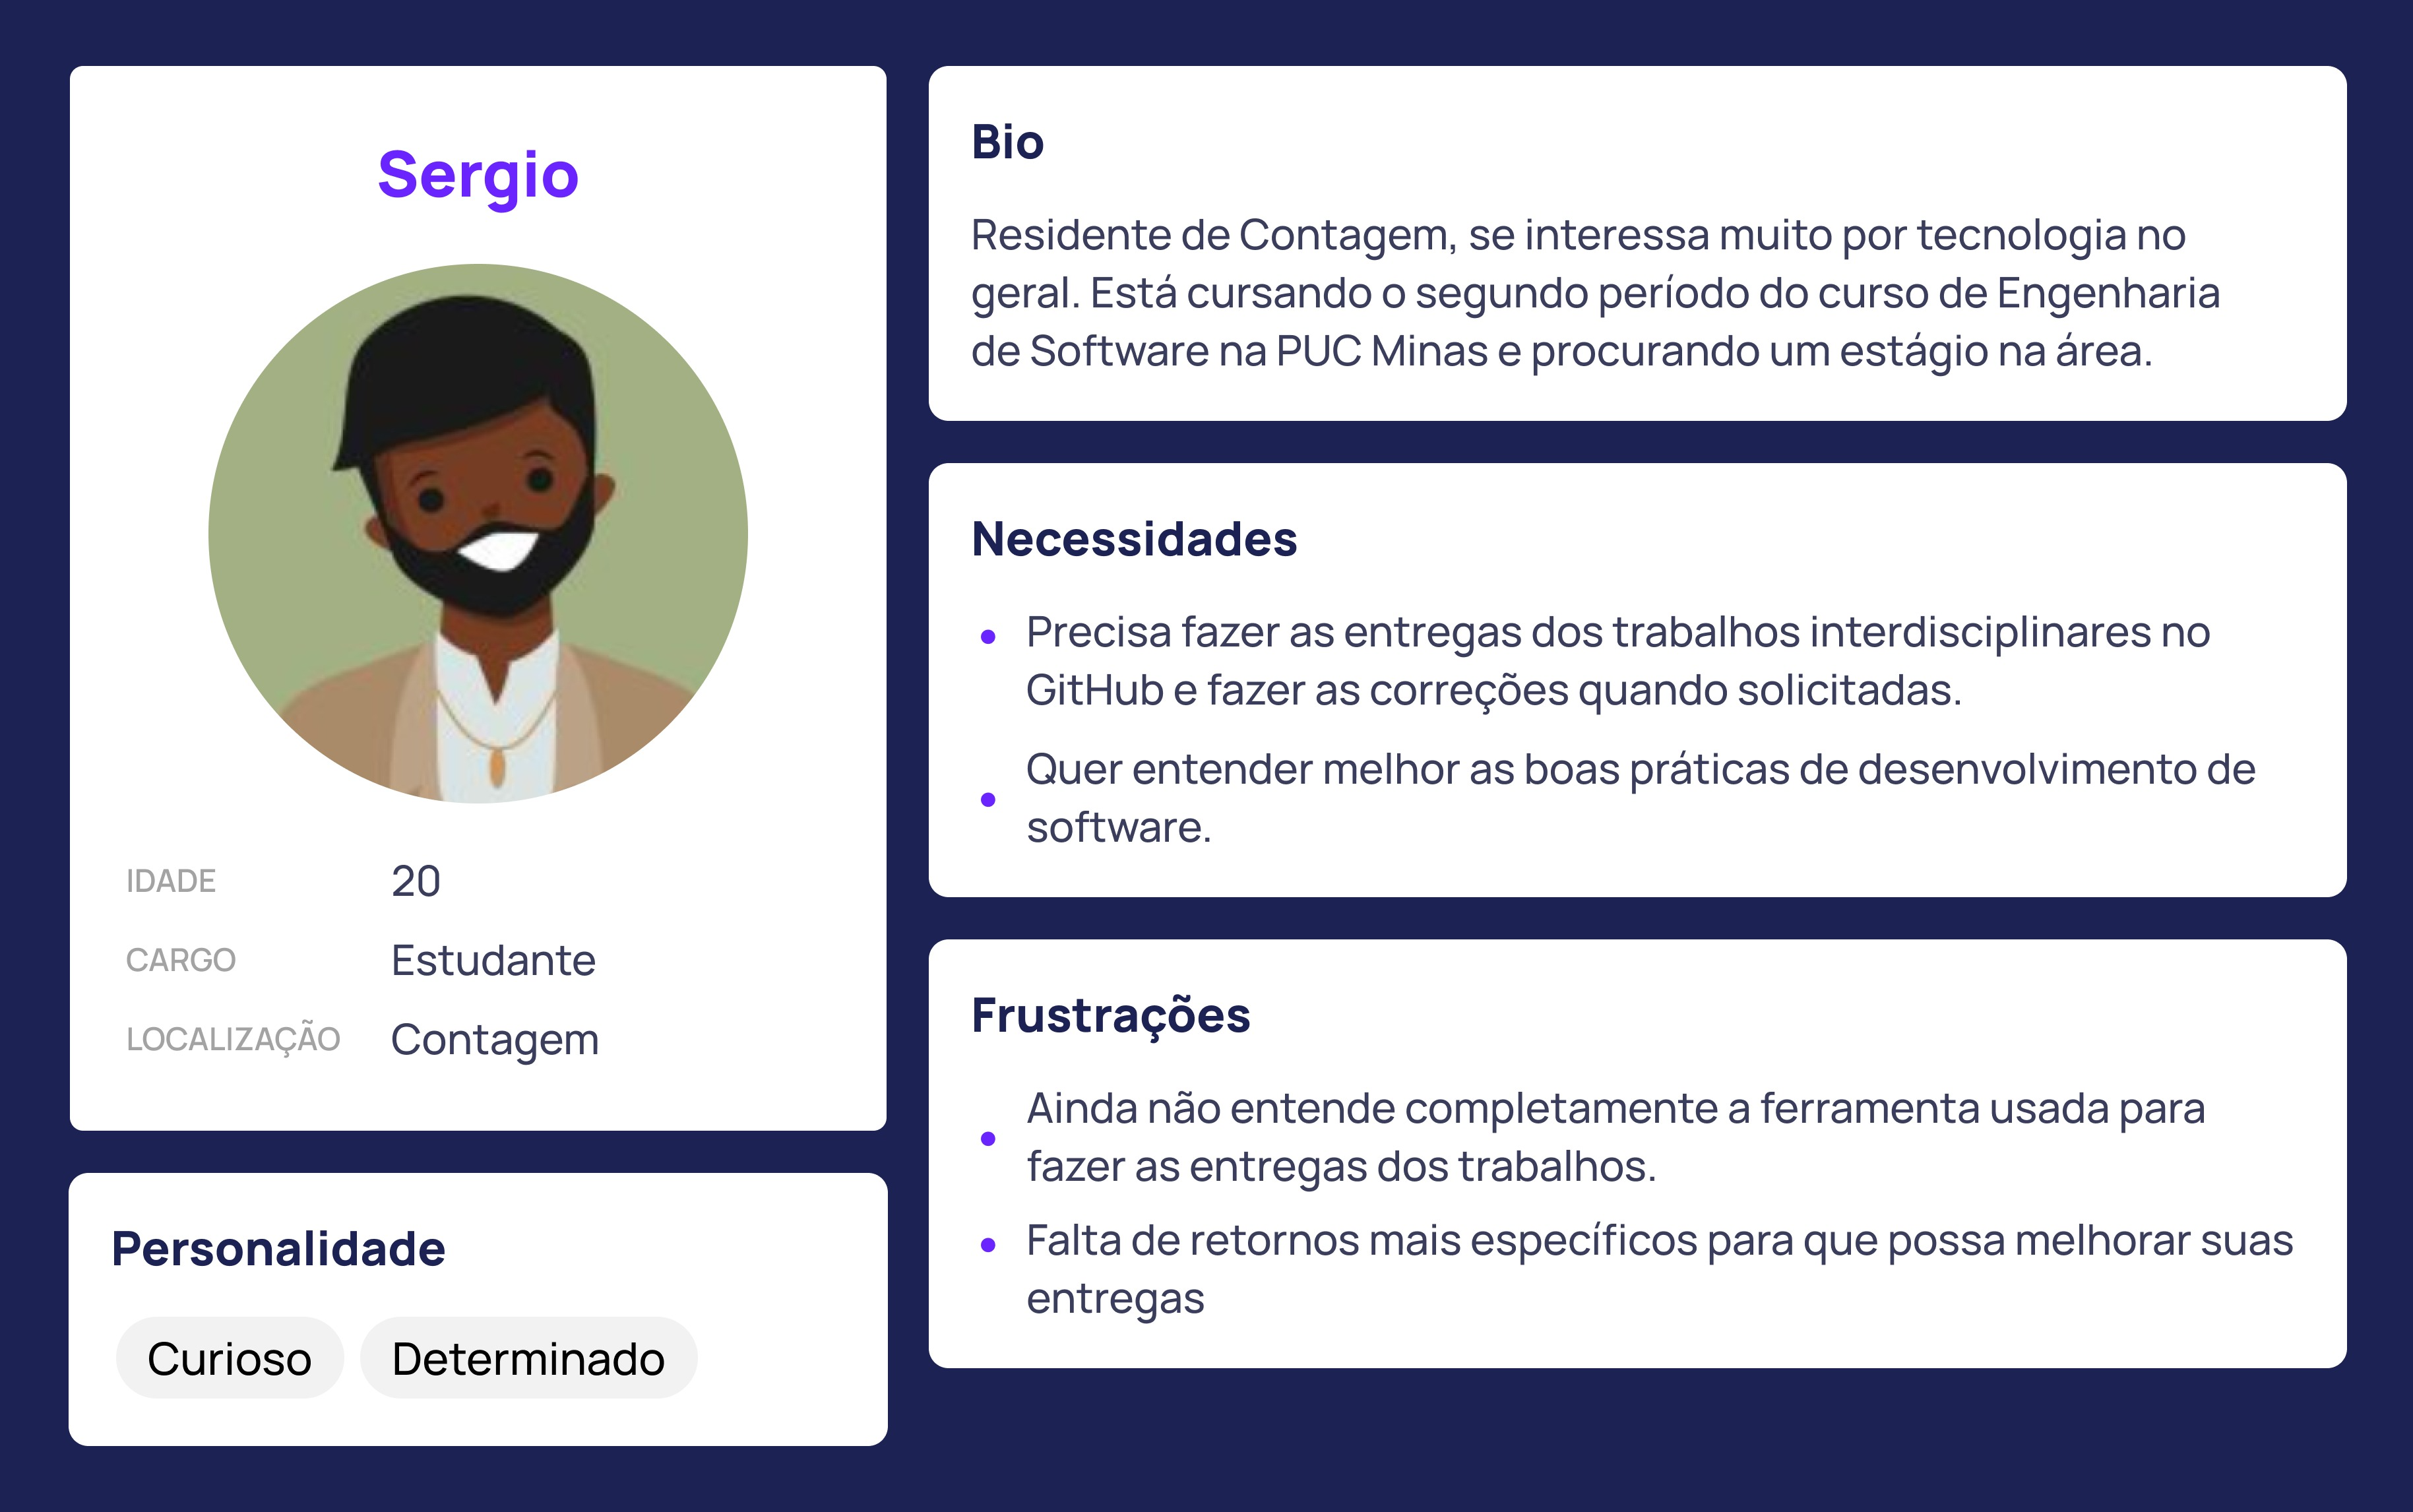 Sergio
IDADE 20
CARGO Estudante
LOCALIZAÇÃO Contagem
Personalidade
Curioso Determinado
Bio
Residente de Contagem, se interessa muito por tecnologia no
geral. Está cursando o segundo período do curso de Engenharia
de Software na PUC Minas e procurando um estágio na área.
Necessidades
Precisa fazer as entregas dos trabalhos interdisciplinares no
GitHub e fazer as correções quando solicitadas.
Quer entender melhor as boas práticas de desenvolvimento de
software.
Frustrações
Ainda não entende completamente a ferramenta usada para
fazer as entregas dos trabalhos.
Falta de retornos mais específicos para que possa melhorar suas
entregas